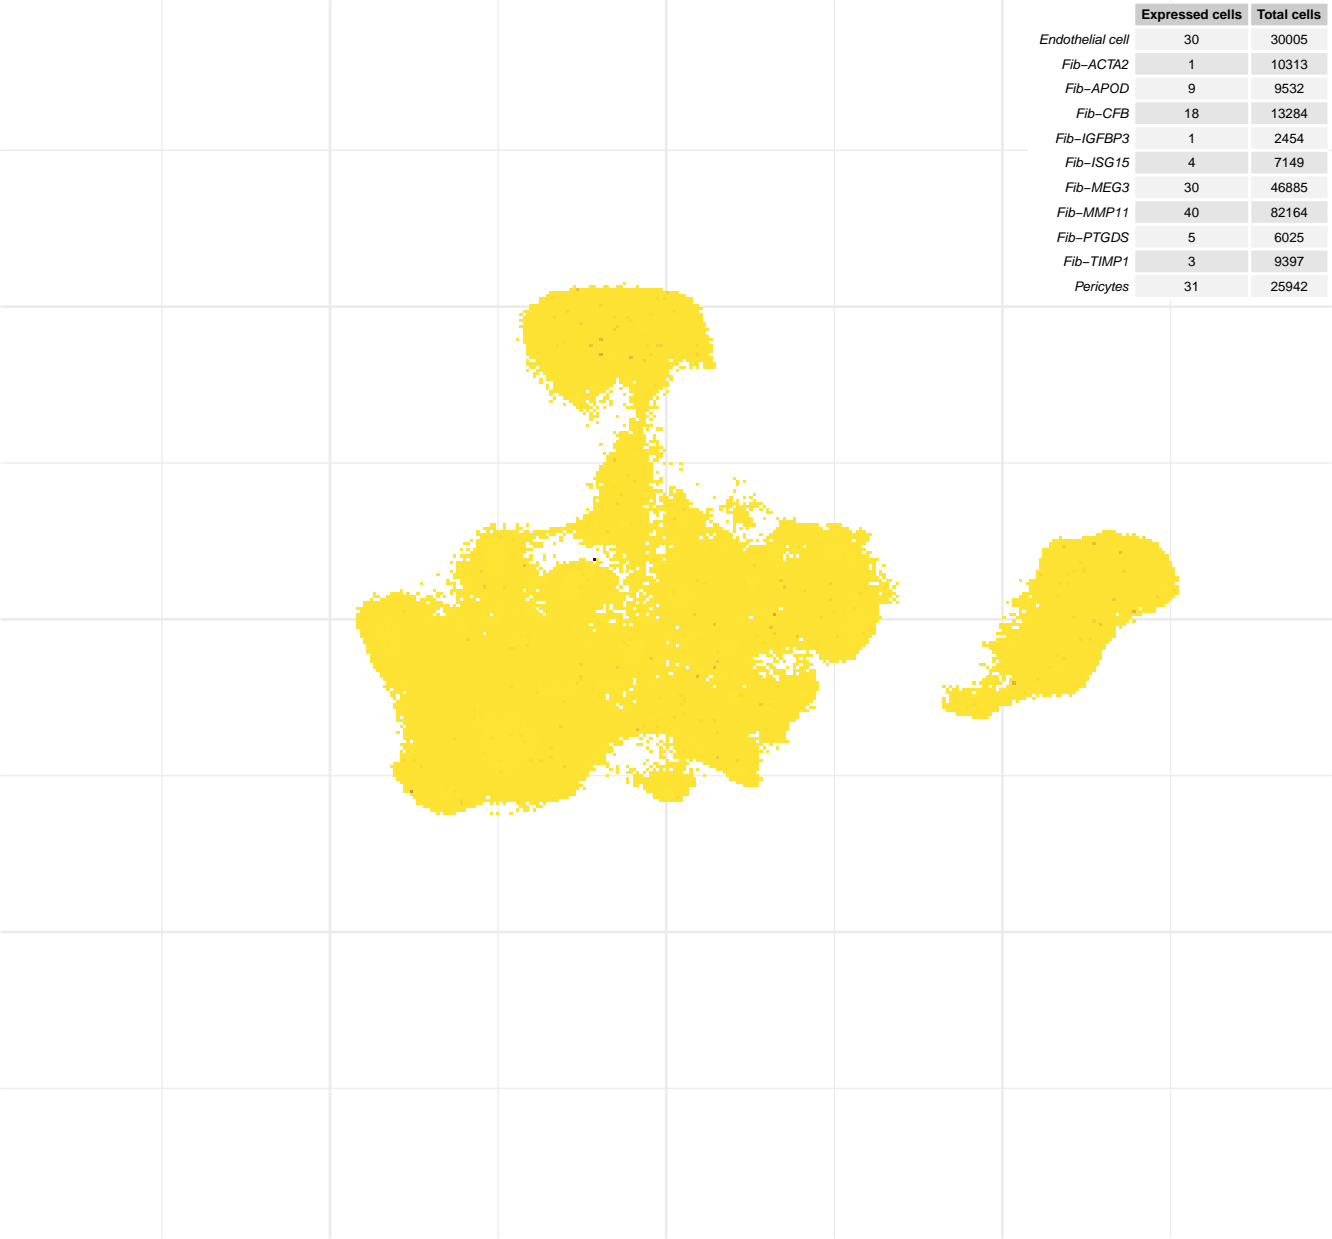 Expressed cells Total cells
Endothelial cell 30 30005
Fib−ACTA2 1 10313
Fib−APOD 9 9532
Fib−CFB 18 13284
Fib−IGFBP3 1 2454
Fib−ISG15 4 7149
Fib−MEG3 30 46885
Fib−MMP11 40 82164
Fib−PTGDS 5 6025
Fib−TIMP1 3 9397
Pericytes 31 25942